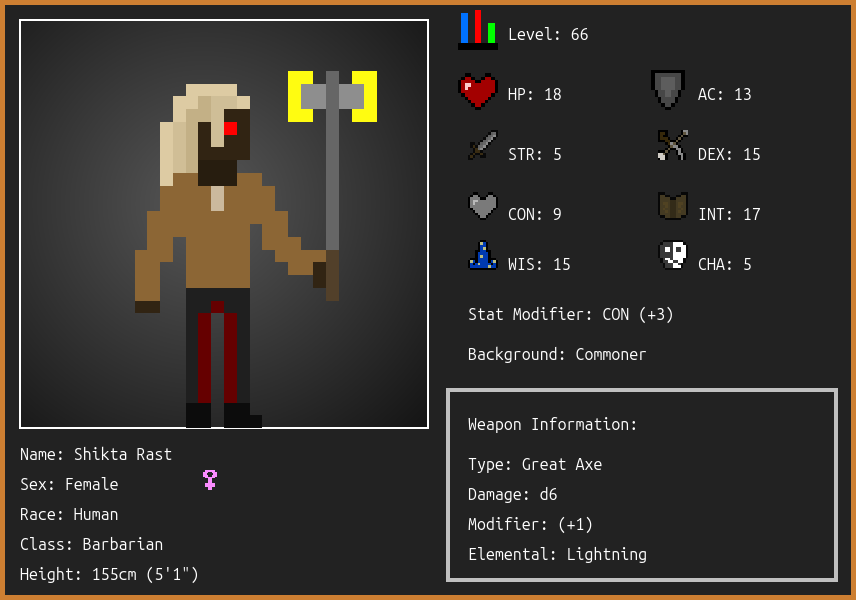 Level: 66
HP: 18
AC: 13
STR: 5
DEX: 15
CON: 9
INT: 17
WIS: 15
CHA: 5
Stat Modifier: CON (+3)
Background: Commoner
Weapon Information:
Type: Great Axe
Damage: d6
Modifier: (+1)
Elemental: Lightning
Name: Shikta Rast
Sex: Female
Race: Human
Class: Barbarian
Height: 155cm (5'1")